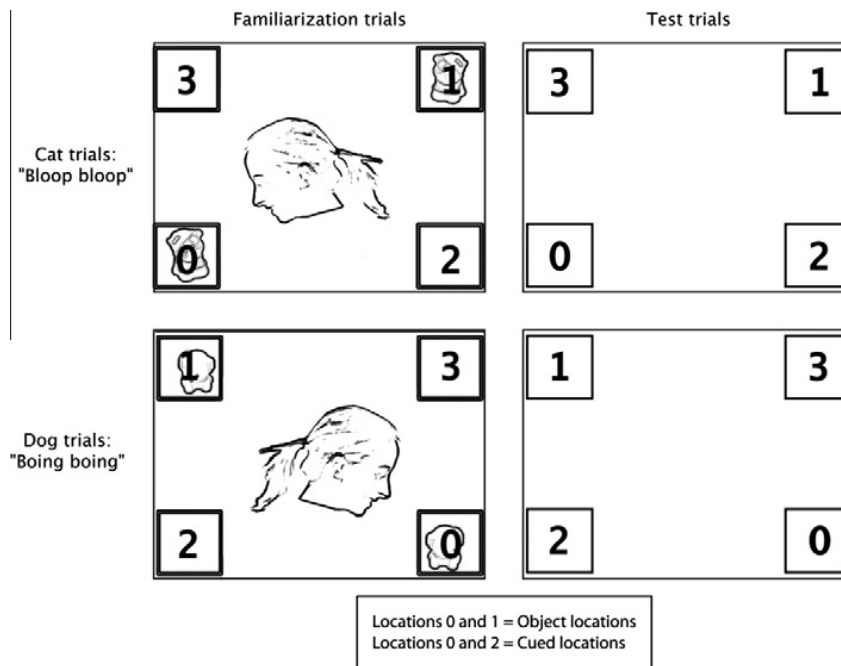 Familiarization trials Test trials
3 1 3 1
Cat trials:
"Bloop bloop"
0 2 0 2
1 3 1 3
Dog trials:
"Boing boing"
2 0 2 0
Locations 0 and 1 = Object locations
Locations 0 and 2 = Cued locations